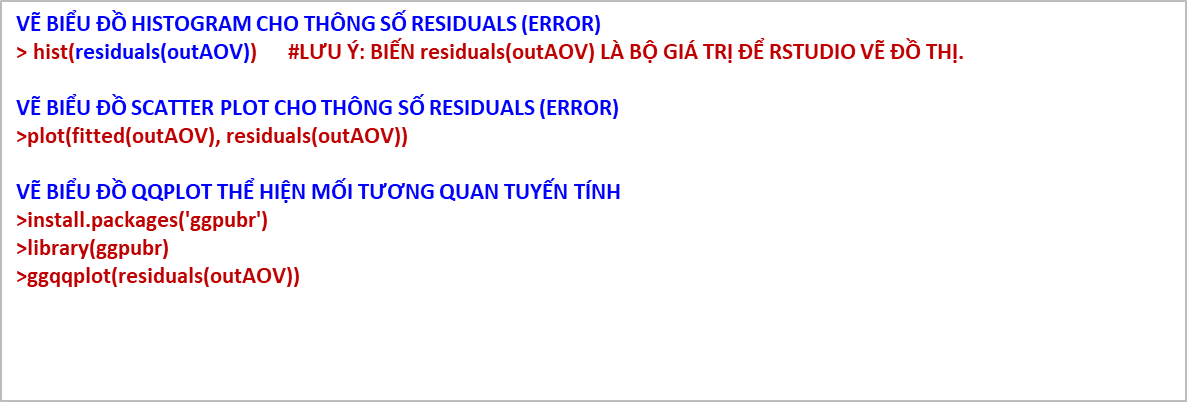 VẼ BIỂU ĐỒ HISTOGRAM CHO THÔNG SỐ RESIDUALS (ERROR)
> hist(residuals(outAOV)) #LƯU Ý: BIẾN residuals(outAOV) LÀ BỘ GIÁ TRỊ ĐỂ RSTUDIO VẼ ĐỒ THỊ.
VẼ BIỂU ĐỒ SCATTER PLOT CHO THÔNG SỐ RESIDUALS (ERROR)
>plot(fitted(outAOV), residuals(outAOV))
VẼ BIỂU ĐỒ QQPLOT THỂ HIỆN MỐI TƯƠNG QUAN TUYẾN TÍNH
>install.packages('ggpubr')
>library(ggpubr)
>ggqqplot(residuals(outAOV))